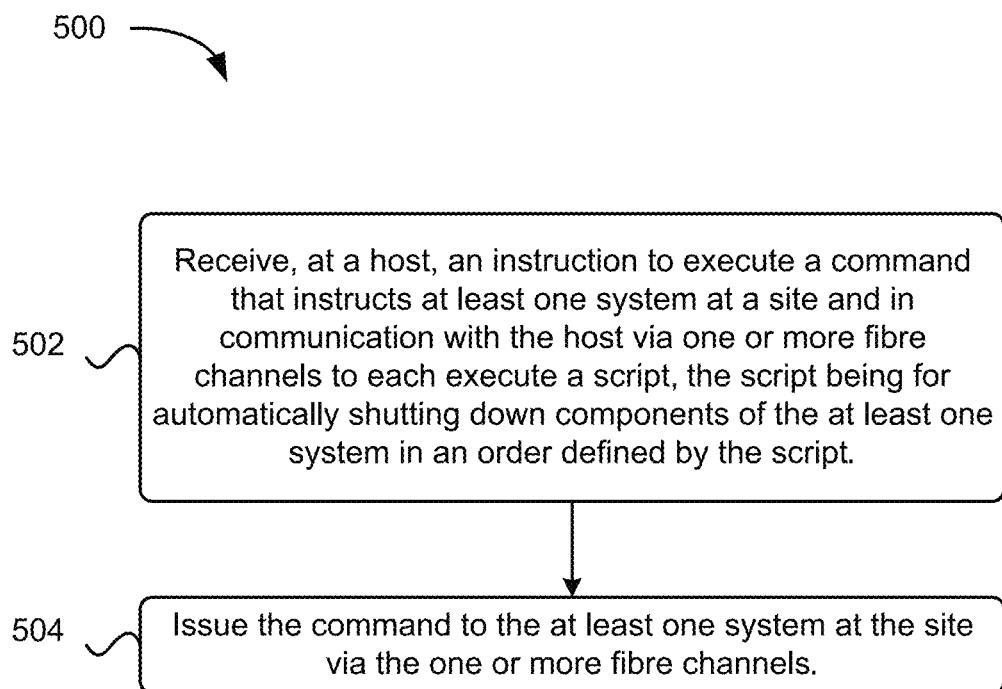 500
502
Receive, at a host, an instruction to execute a command
that instructs at least one system at a site and in
communication with the host via one or more fibre
channels to each execute a script, the script being for
automatically shutting down components of the at least one
system in an order defined by the script.
504
Issue the command to the at least one system at the site
via the one or more fibre channels.